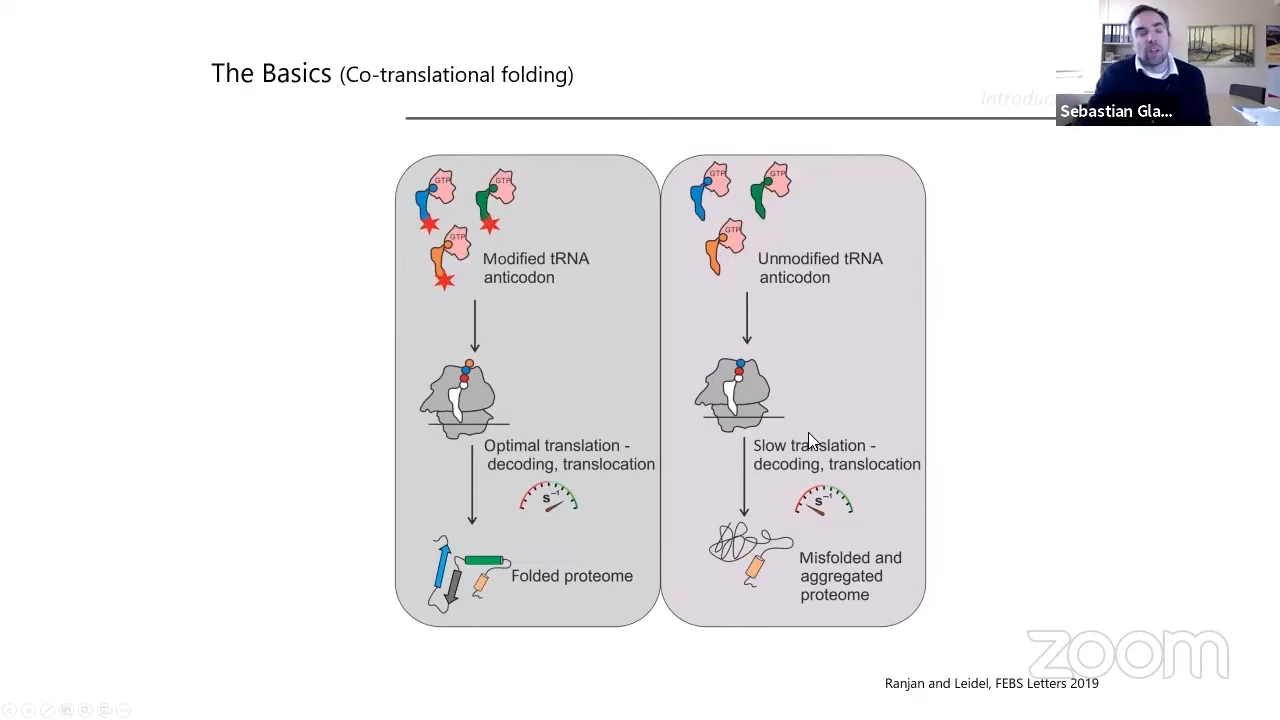 The Basics (Co-translational folding)
Introduc
Sebastian Gla...
GTP
GTP
GTP
Modified tRNA
anticodon
Optimal translation -
decoding, translocation
s⁻¹
Folded proteome
GTP
GTP
GTP
Unmodified tRNA
anticodon
Slow translation -
decoding, translocation
s⁻¹
Misfolded and
aggregated
proteome
zoom
Ranjan and Leidel, FEBS Letters 2019